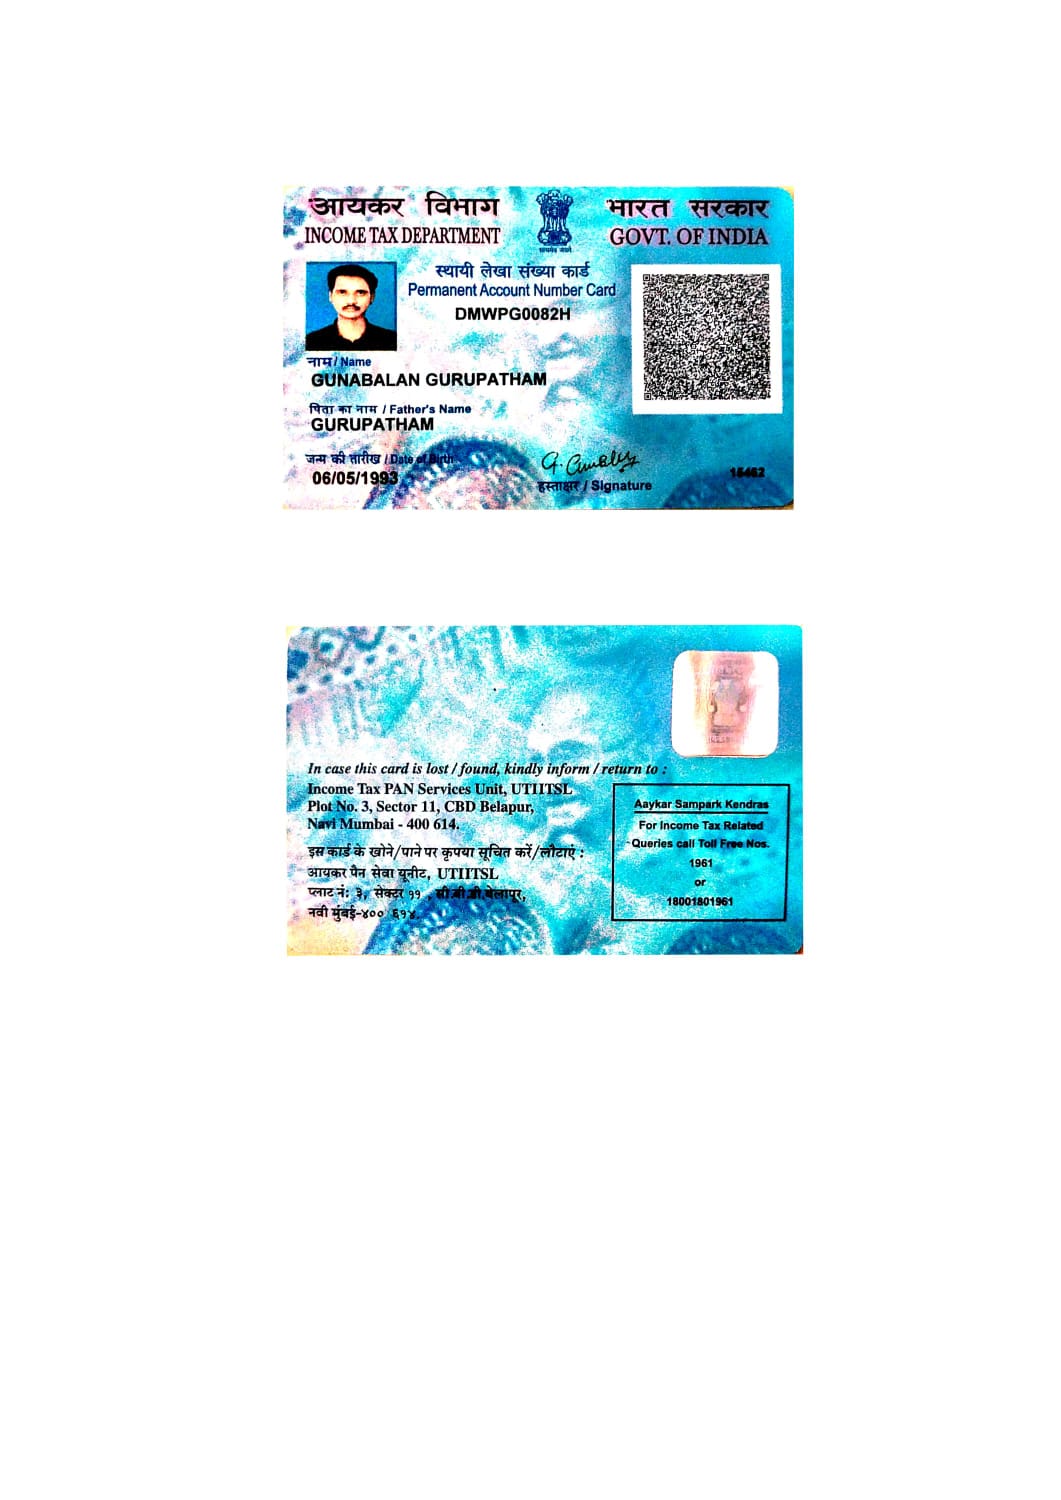 आयकर विभाग
INCOME TAX DEPARTMENT
भारत सरकार
GOVT. OF INDIA
सत्यमेव जयते
स्थायी लेखा संख्या कार्ड
Permanent Account Number Card
DMWPG0082H
नाम / Name
GUNABALAN GURUPATHAM
पिता का नाम / Father's Name
GURUPATHAM
जन्म की तारीख / Date of Birth
06/05/1993
हस्ताक्षर / Signature
In case this card is lost / found, kindly inform / return to :
Income Tax PAN Services Unit, UTIITSL
Plot No. 3, Sector 11, CBD Belapur,
Navi Mumbai - 400 614.
इस कार्ड के खोने/पाने पर कृपया सूचित करें/लौटाएं :
आयकर पैन सेवा यूनीट, UTIITSL
प्लाट नं: ३, सेक्टर ११ , सी.बी.डी.बेलापूर,
नवी मुंबई-४०० ६१४.
Aaykar Sampark Kendras
For Income Tax Related
Queries call Toll Free Nos.
1961
or
18001801961